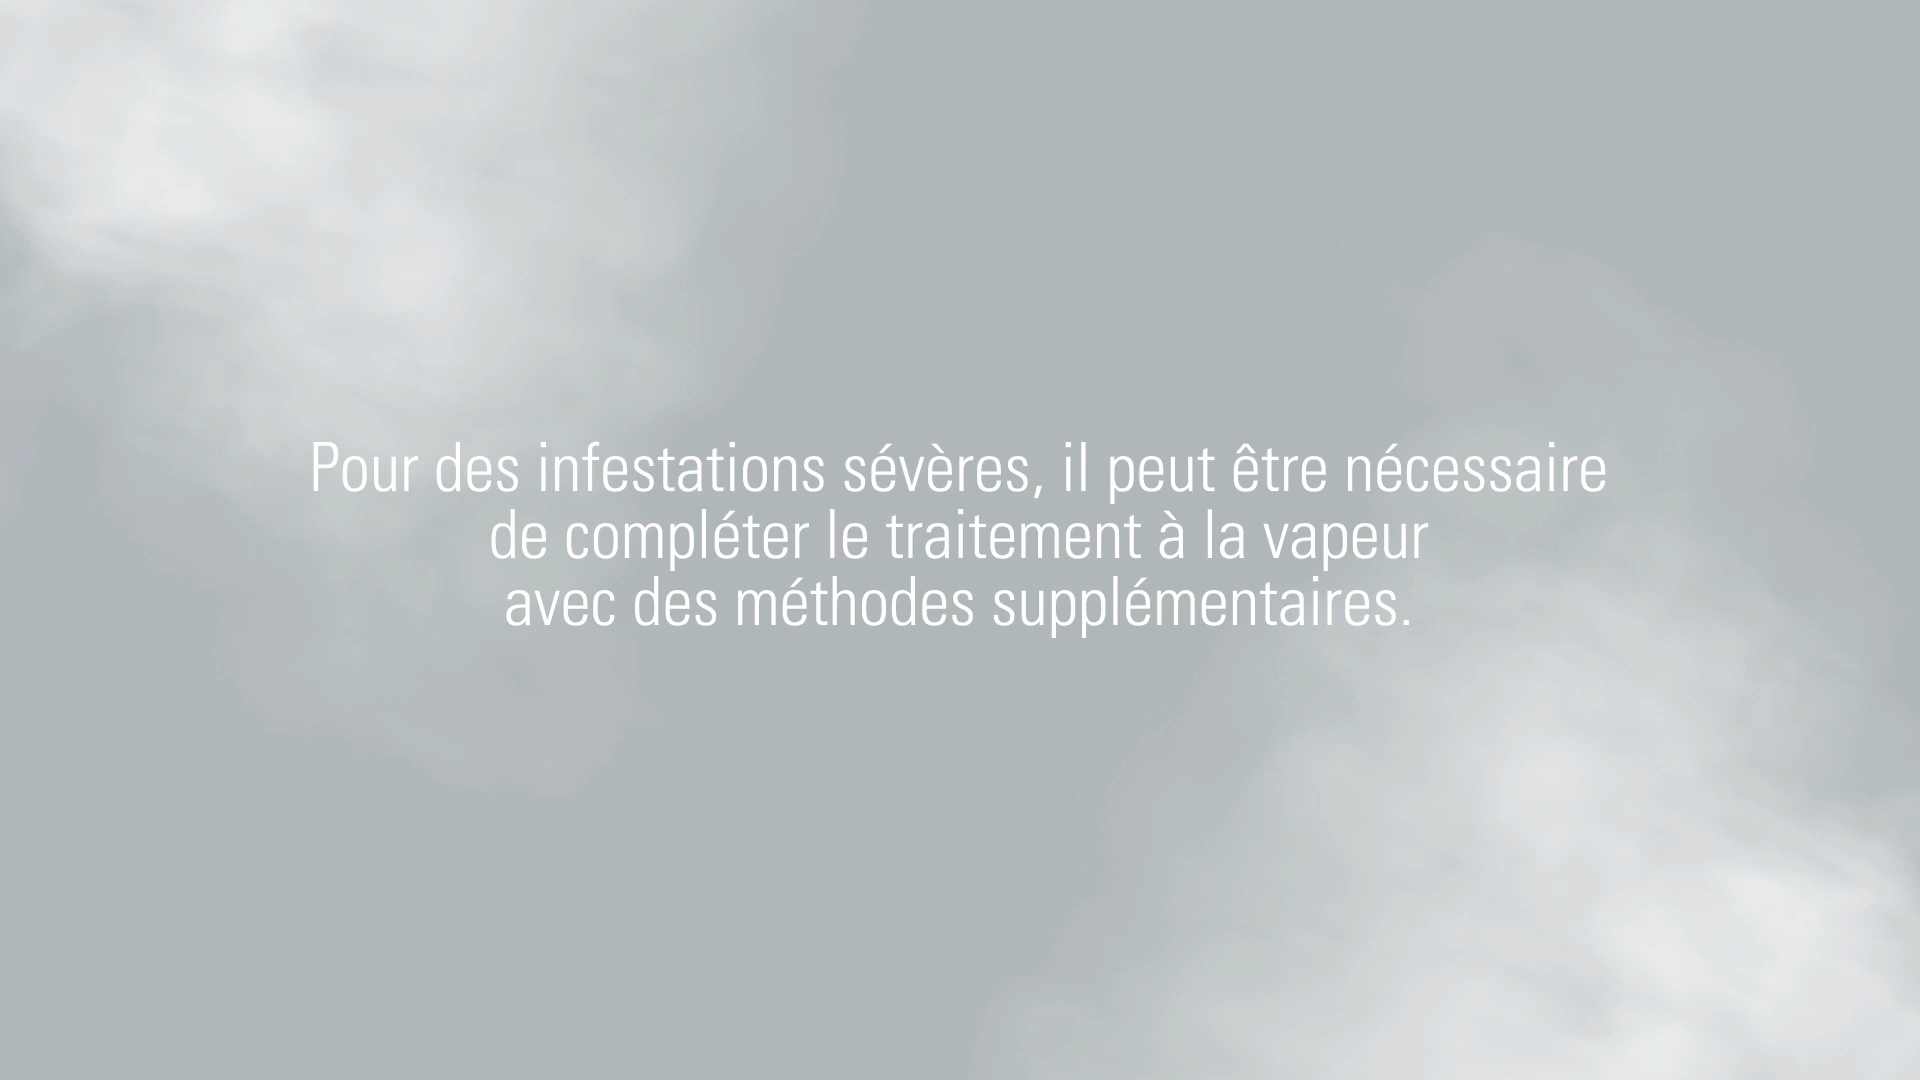 Pour des infestations sévères, il peut être nécessaire
de compléter le traitement à la vapeur
avec des méthodes supplémentaires.